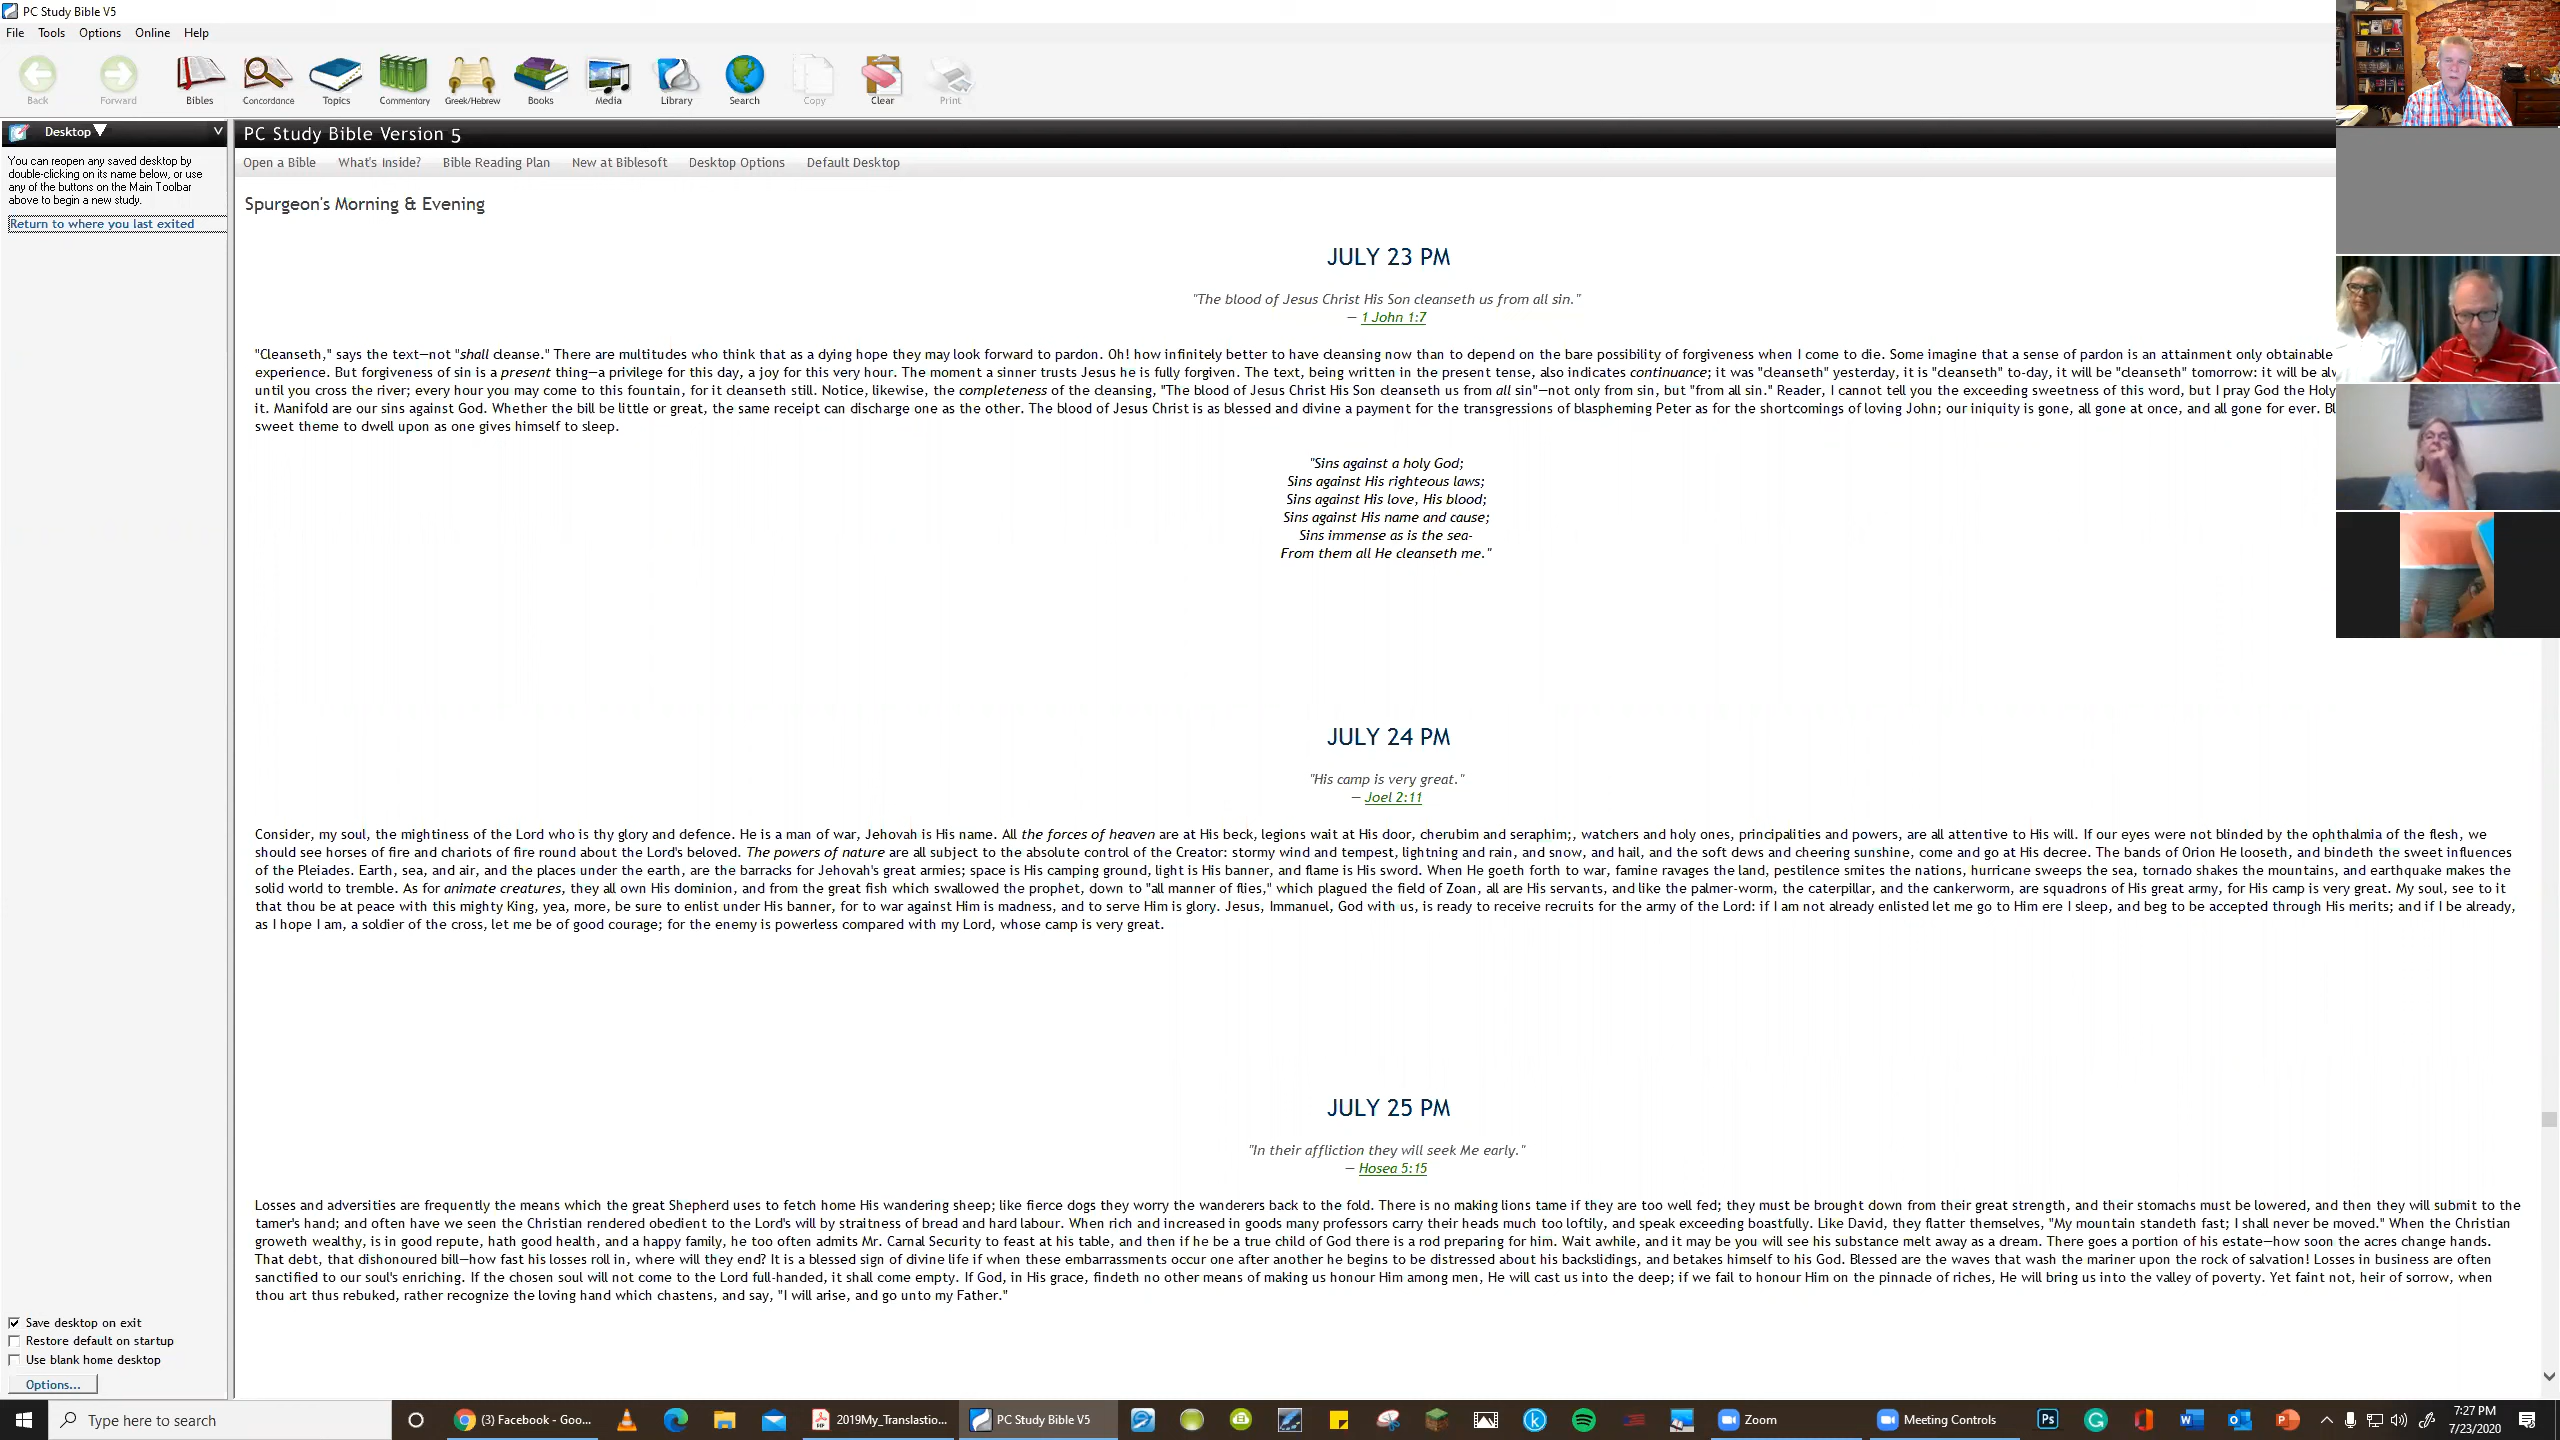 PC Study Bible V5
File Tools Options Online Help
Back Forward Bibles Concordance Topics Commentary Greek/Hebrew Books Media Library Search Copy Clear Print
Desktop
You can reopen any saved desktop by
double-clicking on its name below, or use
any of the buttons on the Main Toolbar
above to begin a new study.
Return to where you last exited
PC Study Bible Version 5
Open a Bible What's Inside? Bible Reading Plan New at Biblesoft Desktop Options Default Desktop
Spurgeon's Morning & Evening
JULY 23 PM
"The blood of Jesus Christ His Son cleanseth us from all sin."
— 1 John 1:7
"Cleanseth," says the text—not "shall cleanse." There are multitudes who think that as a dying hope they may look forward to pardon. Oh! how infinitely better to have cleansing now than to depend on the bare possibility of forgiveness when I come to die. Some imagine that a sense of pardon is an attainment only obtainable
experience. But forgiveness of sin is a present thing—a privilege for this day, a joy for this very hour. The moment a sinner trusts Jesus he is fully forgiven. The text, being written in the present tense, also indicates continuance; it was "cleanseth" yesterday, it is "cleanseth" to-day, it will be "cleanseth" tomorrow: it will be
until you cross the river; every hour you may come to this fountain, for it cleanseth still. Notice, likewise, the completeness of the cleansing, "The blood of Jesus Christ His Son cleanseth us from all sin"—not only from sin, but "from all sin." Reader, I cannot tell you the exceeding sweetness of this word, but I pray God the Holy
it. Manifold are our sins against God. Whether the bill be little or great, the same receipt can discharge one as the other. The blood of Jesus Christ is as blessed and divine a payment for the transgressions of blaspheming Peter as for the shortcomings of loving John; our iniquity is gone, all gone at once, and all gone for ever.
sweet theme to dwell upon as one gives himself to sleep.
"Sins against a holy God;
Sins against His righteous laws;
Sins against His love, His blood;
Sins against His name and cause;
Sins immense as is the sea-
From them all He cleanseth me."
JULY 24 PM
"His camp is very great."
— Joel 2:11
Consider, my soul, the mightiness of the Lord who is thy glory and defence. He is a man of war, Jehovah is His name. All the forces of heaven are at His beck, legions wait at His door, cherubim and seraphim;, watchers and holy ones, principalities and powers, are all attentive to His will. If our eyes were not blinded by the ophthalmia of the flesh, we
should see horses of fire and chariots of fire round about the Lord's beloved. The powers of nature are all subject to the absolute control of the Creator: stormy wind and tempest, lightning and rain, and snow, and hail, and the soft dews and cheering sunshine, come and go at His decree. The bands of Orion He looseth, and bindeth the sweet influences
of the Pleiades. Earth, sea, and air, and the places under the earth, are the barracks for Jehovah's great armies; space is His camping ground, light is His banner, and flame is His sword. When He goeth forth to war, famine ravages the land, pestilence smites the nations, hurricane sweeps the sea, tornado shakes the mountains, and earthquake makes the
solid world to tremble. As for animate creatures, they all own His dominion, and from the great fish which swallowed the prophet, down to "all manner of flies," which plagued the field of Zoan, all are His servants, and like the palmer-worm, the caterpillar, and the cankerworm, are squadrons of His great army, for His camp is very great. My soul, see to it
that thou be at peace with this mighty King, yea, more, be sure to enlist under His banner, for to war against Him is madness, and to serve Him is glory. Jesus, Immanuel, God with us, is ready to receive recruits for the army of the Lord: if I am not already enlisted let me go to Him ere I sleep, and beg to be accepted through His merits; and if I be already,
as I hope I am, a soldier of the cross, let me be of good courage; for the enemy is powerless compared with my Lord, whose camp is very great.
JULY 25 PM
"In their affliction they will seek Me early."
— Hosea 5:15
Losses and adversities are frequently the means which the great Shepherd uses to fetch home His wandering sheep; like fierce dogs they worry the wanderers back to the fold. There is no making lions tame if they are too well fed; they must be brought down from their great strength, and their stomachs must be lowered, and then they will submit to the
tamer's hand; and often have we seen the Christian rendered obedient to the Lord's will by straitness of bread and hard labour. When rich and increased in goods many professors carry their heads much too loftily, and speak exceeding boastfully. Like David, they flatter themselves, "My mountain standeth fast; I shall never be moved." When the Christian
groweth wealthy, is in good repute, hath good health, and a happy family, he too often admits Mr. Carnal Security to feast at his table, and then if he be a true child of God there is a rod preparing for him. Wait awhile, and it may be you will see his substance melt away as a dream. There goes a portion of his estate—how soon the acres change hands.
That debt, that dishonoured bill—how fast his losses roll in, where will they end? It is a blessed sign of divine life if when these embarrassments occur one after another he begins to be distressed about his backslidings, and betakes himself to his God. Blessed are the waves that wash the mariner upon the rock of salvation! Losses in business are often
sanctified to our soul's enriching. If the chosen soul will not come to the Lord full-handed, it shall come empty. If God, in His grace, findeth no other means of making us honour Him among men, He will cast us into the deep; if we fail to honour Him on the pinnacle of riches, He will bring us into the valley of poverty. Yet faint not, heir of sorrow, when
thou art thus rebuked, rather recognize the loving hand which chastens, and say, "I will arise, and go unto my Father."
Save desktop on exit
Restore default on startup
Use blank home desktop
Options...
Type here to search
(3) Facebook - Goo...
2019My_Translastio...
PC Study Bible V5
Zoom
Meeting Controls
Ps
7:27 PM
7/23/2020